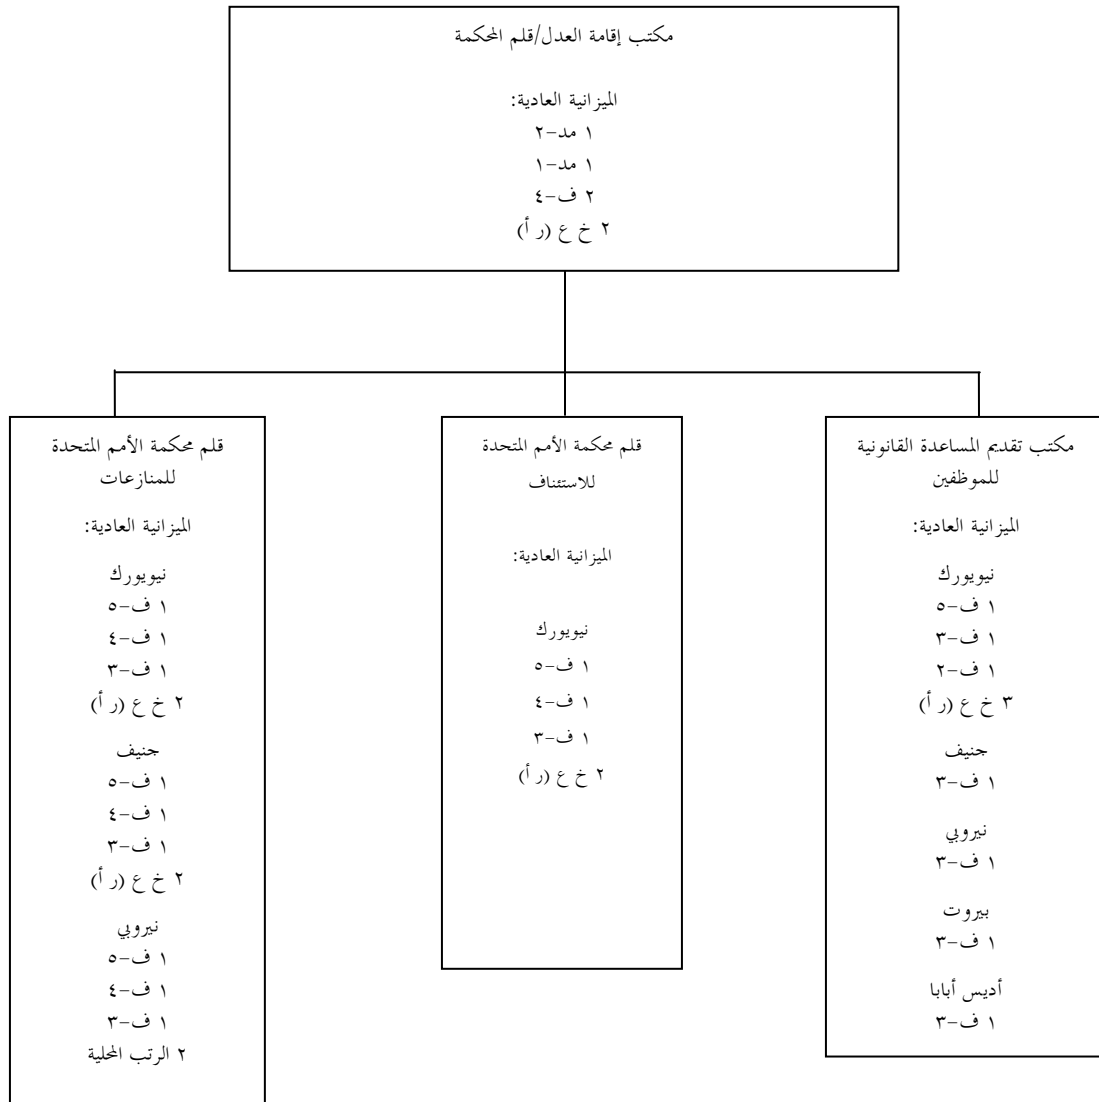 مكتب إقامة العدل/قلم المحكمة
الميزانية العادية:
١ مد-٢
١ مد-١
٢ ف-٤
٢ خ ع (ر أ)
مكتب تقديم المساعدة القانونية
للموظفين
الميزانية العادية:
نيويورك
١ ف-٥
١ ف-٣
١ ف-٢
٣ خ ع (ر أ)
جنيف
١ ف-٣
نيروبي
١ ف-٣
بيروت
١ ف-٣
أديس أبابا
١ ف-٣
قلم محكمة الأمم المتحدة
للاستئناف
الميزانية العادية:
نيويورك
١ ف-٥
١ ف-٤
١ ف-٣
٢ خ ع (ر أ)
قلم محكمة الأمم المتحدة
للمنازعات
الميزانية العادية:
نيويورك
١ ف-٥
١ ف-٤
١ ف-٣
٢ خ ع (ر أ)
جنيف
١ ف-٥
١ ف-٤
١ ف-٣
٢ خ ع (ر أ)
نيروبي
١ ف-٥
١ ف-٤
١ ف-٣
٢ الرتب المحلية